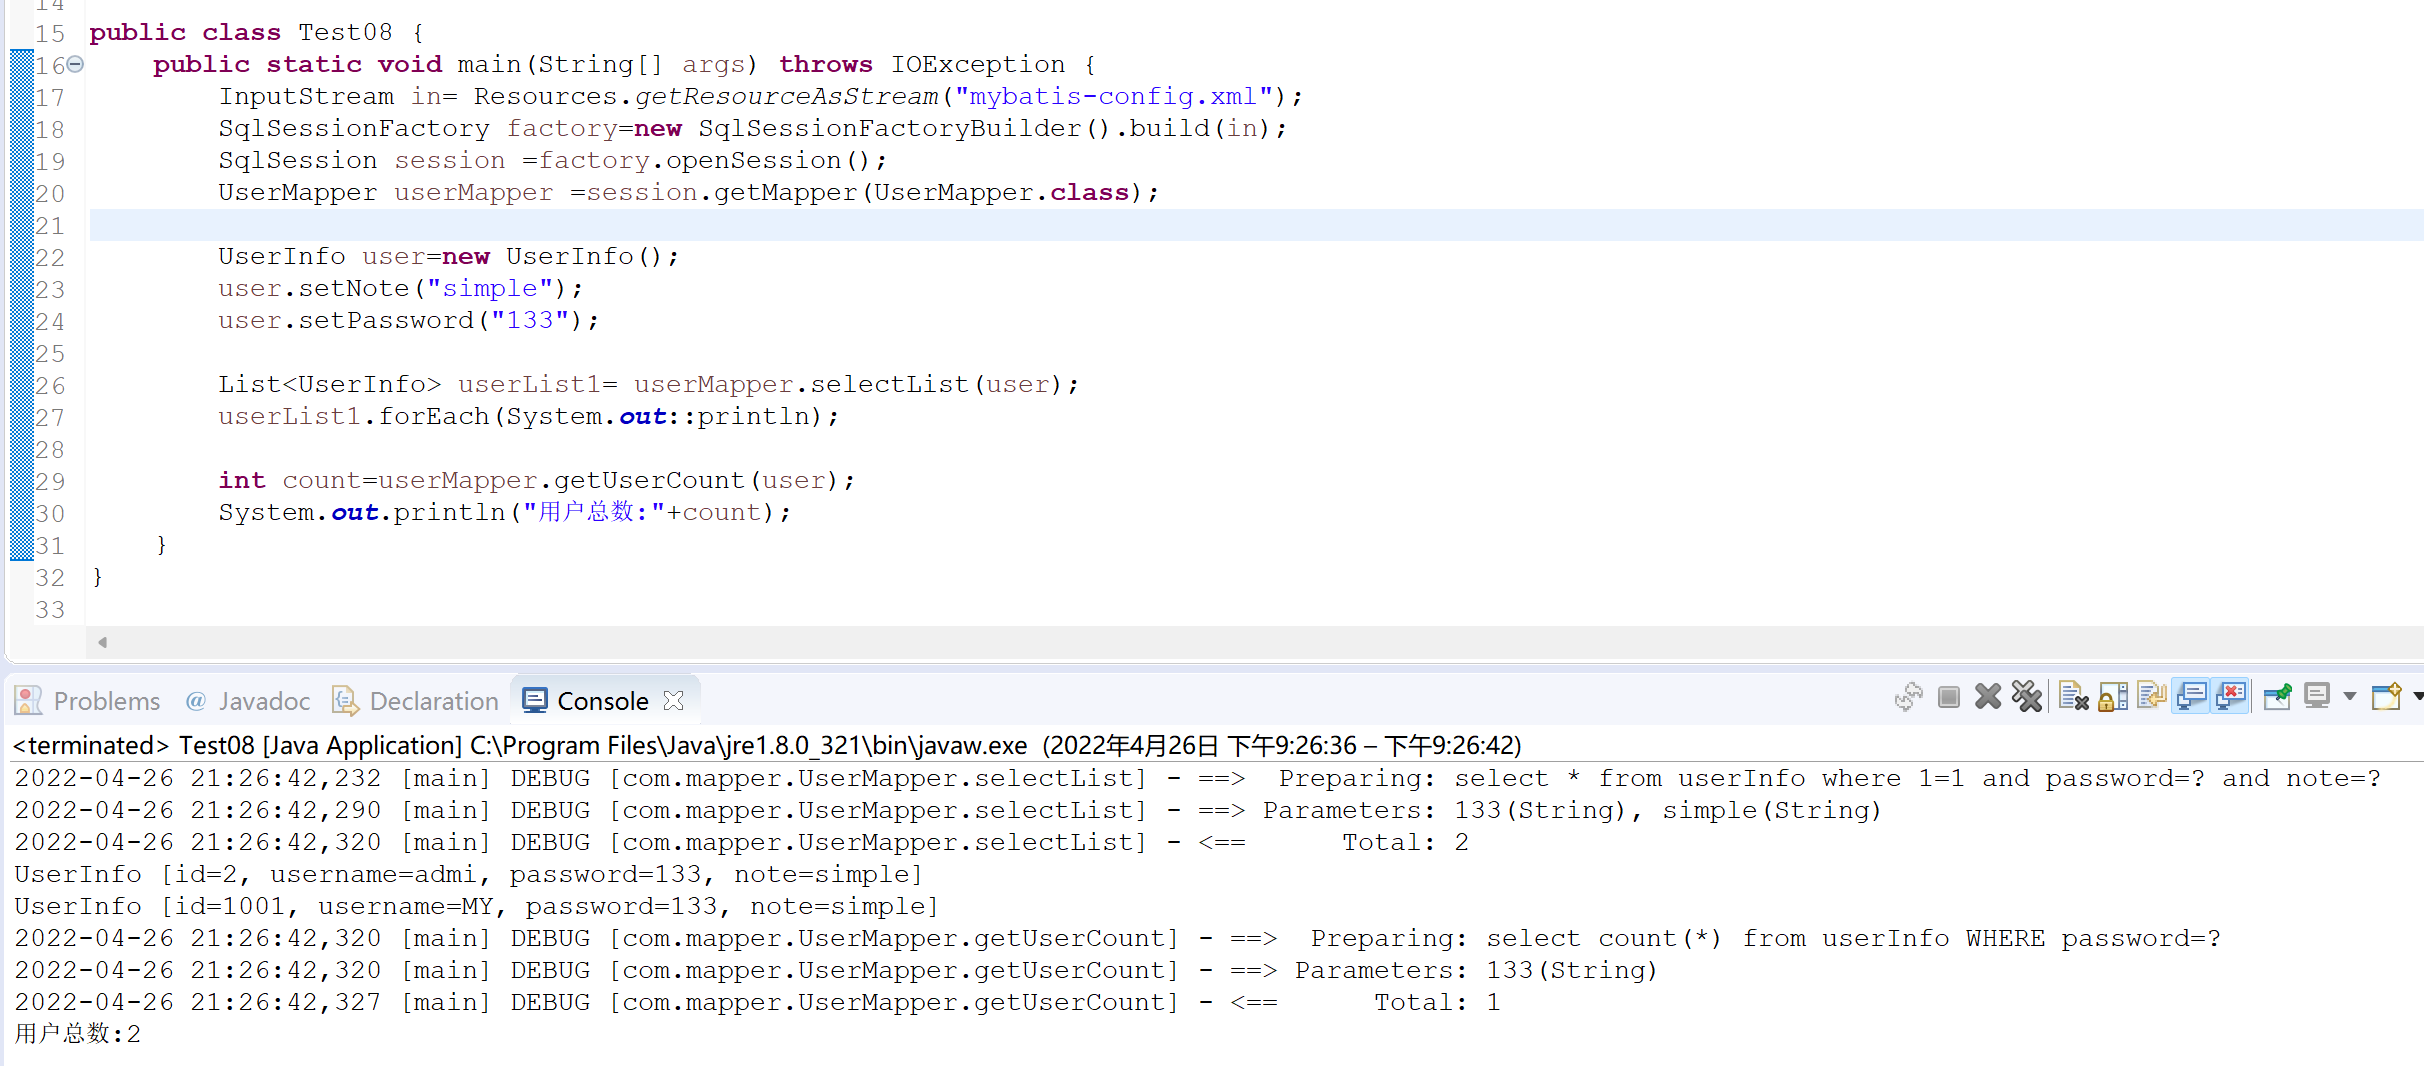 14
15 public class Test08 {
16 public static void main(String[] args) throws IOException {
17 InputStream in= Resources.getResourceAsStream("mybatis-config.xml");
18 SqlSessionFactory factory=new SqlSessionFactoryBuilder().build(in);
19 SqlSession session =factory.openSession();
20 UserMapper userMapper =session.getMapper(UserMapper.class);
21
22 UserInfo user=new UserInfo();
23 user.setNote("simple");
24 user.setPassword("133");
25
26 List<UserInfo> userList1= userMapper.selectList(user);
27 userList1.forEach(System.out::println);
28
29 int count=userMapper.getUserCount(user);
30 System.out.println("用户总数:"+count);
31 }
32 }
33
Problems @ Javadoc Declaration Console
<terminated> Test08 [Java Application] C:\Program Files\Java\jre1.8.0_321\bin\javaw.exe (2022年4月26日 下午9:26:36 – 下午9:26:42)
2022-04-26 21:26:42,232 [main] DEBUG [com.mapper.UserMapper.selectList] - ==>  Preparing: select * from userInfo where 1=1 and password=? and note=?
2022-04-26 21:26:42,290 [main] DEBUG [com.mapper.UserMapper.selectList] - ==> Parameters: 133(String), simple(String)
2022-04-26 21:26:42,320 [main] DEBUG [com.mapper.UserMapper.selectList] - <==      Total: 2
UserInfo [id=2, username=admi, password=133, note=simple]
UserInfo [id=1001, username=MY, password=133, note=simple]
2022-04-26 21:26:42,320 [main] DEBUG [com.mapper.UserMapper.getUserCount] - ==>  Preparing: select count(*) from userInfo WHERE password=?
2022-04-26 21:26:42,320 [main] DEBUG [com.mapper.UserMapper.getUserCount] - ==> Parameters: 133(String)
2022-04-26 21:26:42,327 [main] DEBUG [com.mapper.UserMapper.getUserCount] - <==      Total: 1
用户总数:2